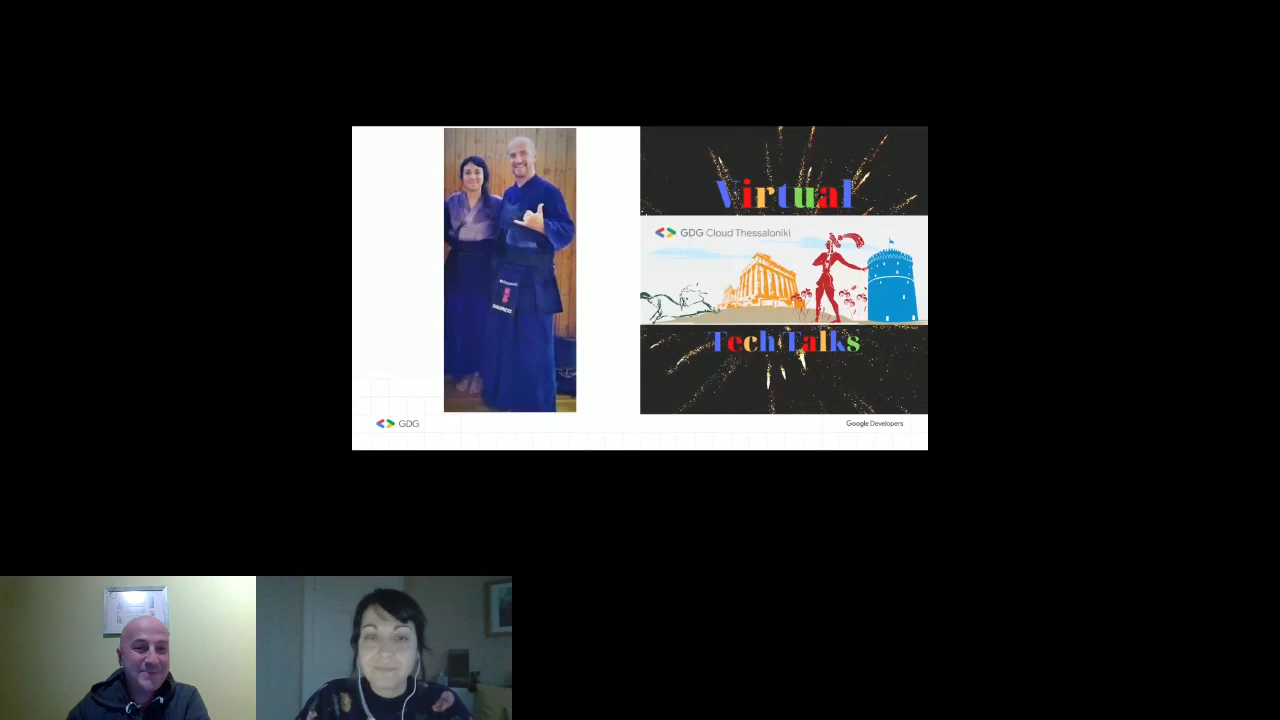 Virtual
GDG Cloud Thessaloniki
Tech Talks
GDG
Google Developers